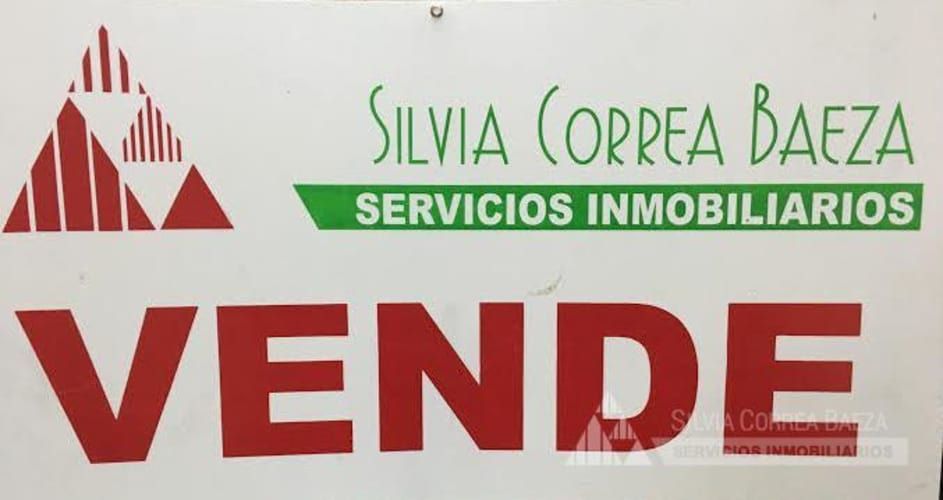 SILVIA CORREA BAEZA
SERVICIOS INMOBILIARIOS
VENDE
SILVIA CORREA BAEZA
SERVICIOS INMOBILIARIOS